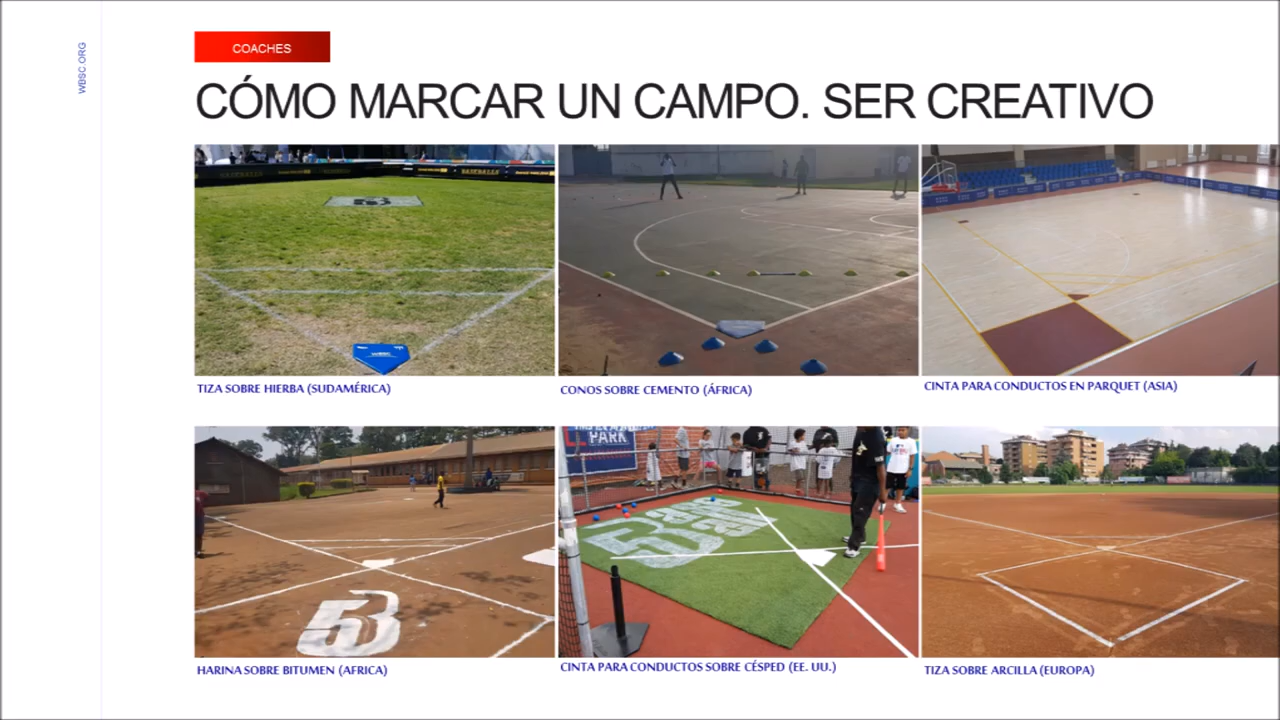 WBSC.ORG
COACHES
CÓMO MARCAR UN CAMPO. SER CREATIVO
TIZA SOBRE HIERBA (SUDAMÉRICA)
CONOS SOBRE CEMENTO (ÁFRICA)
CINTA PARA CONDUCTOS EN PARQUET (ASIA)
PARK
HARINA SOBRE BITUMEN (AFRICA)
CINTA PARA CONDUCTOS SOBRE CÉSPED (EE. UU.)
TIZA SOBRE ARCILLA (EUROPA)